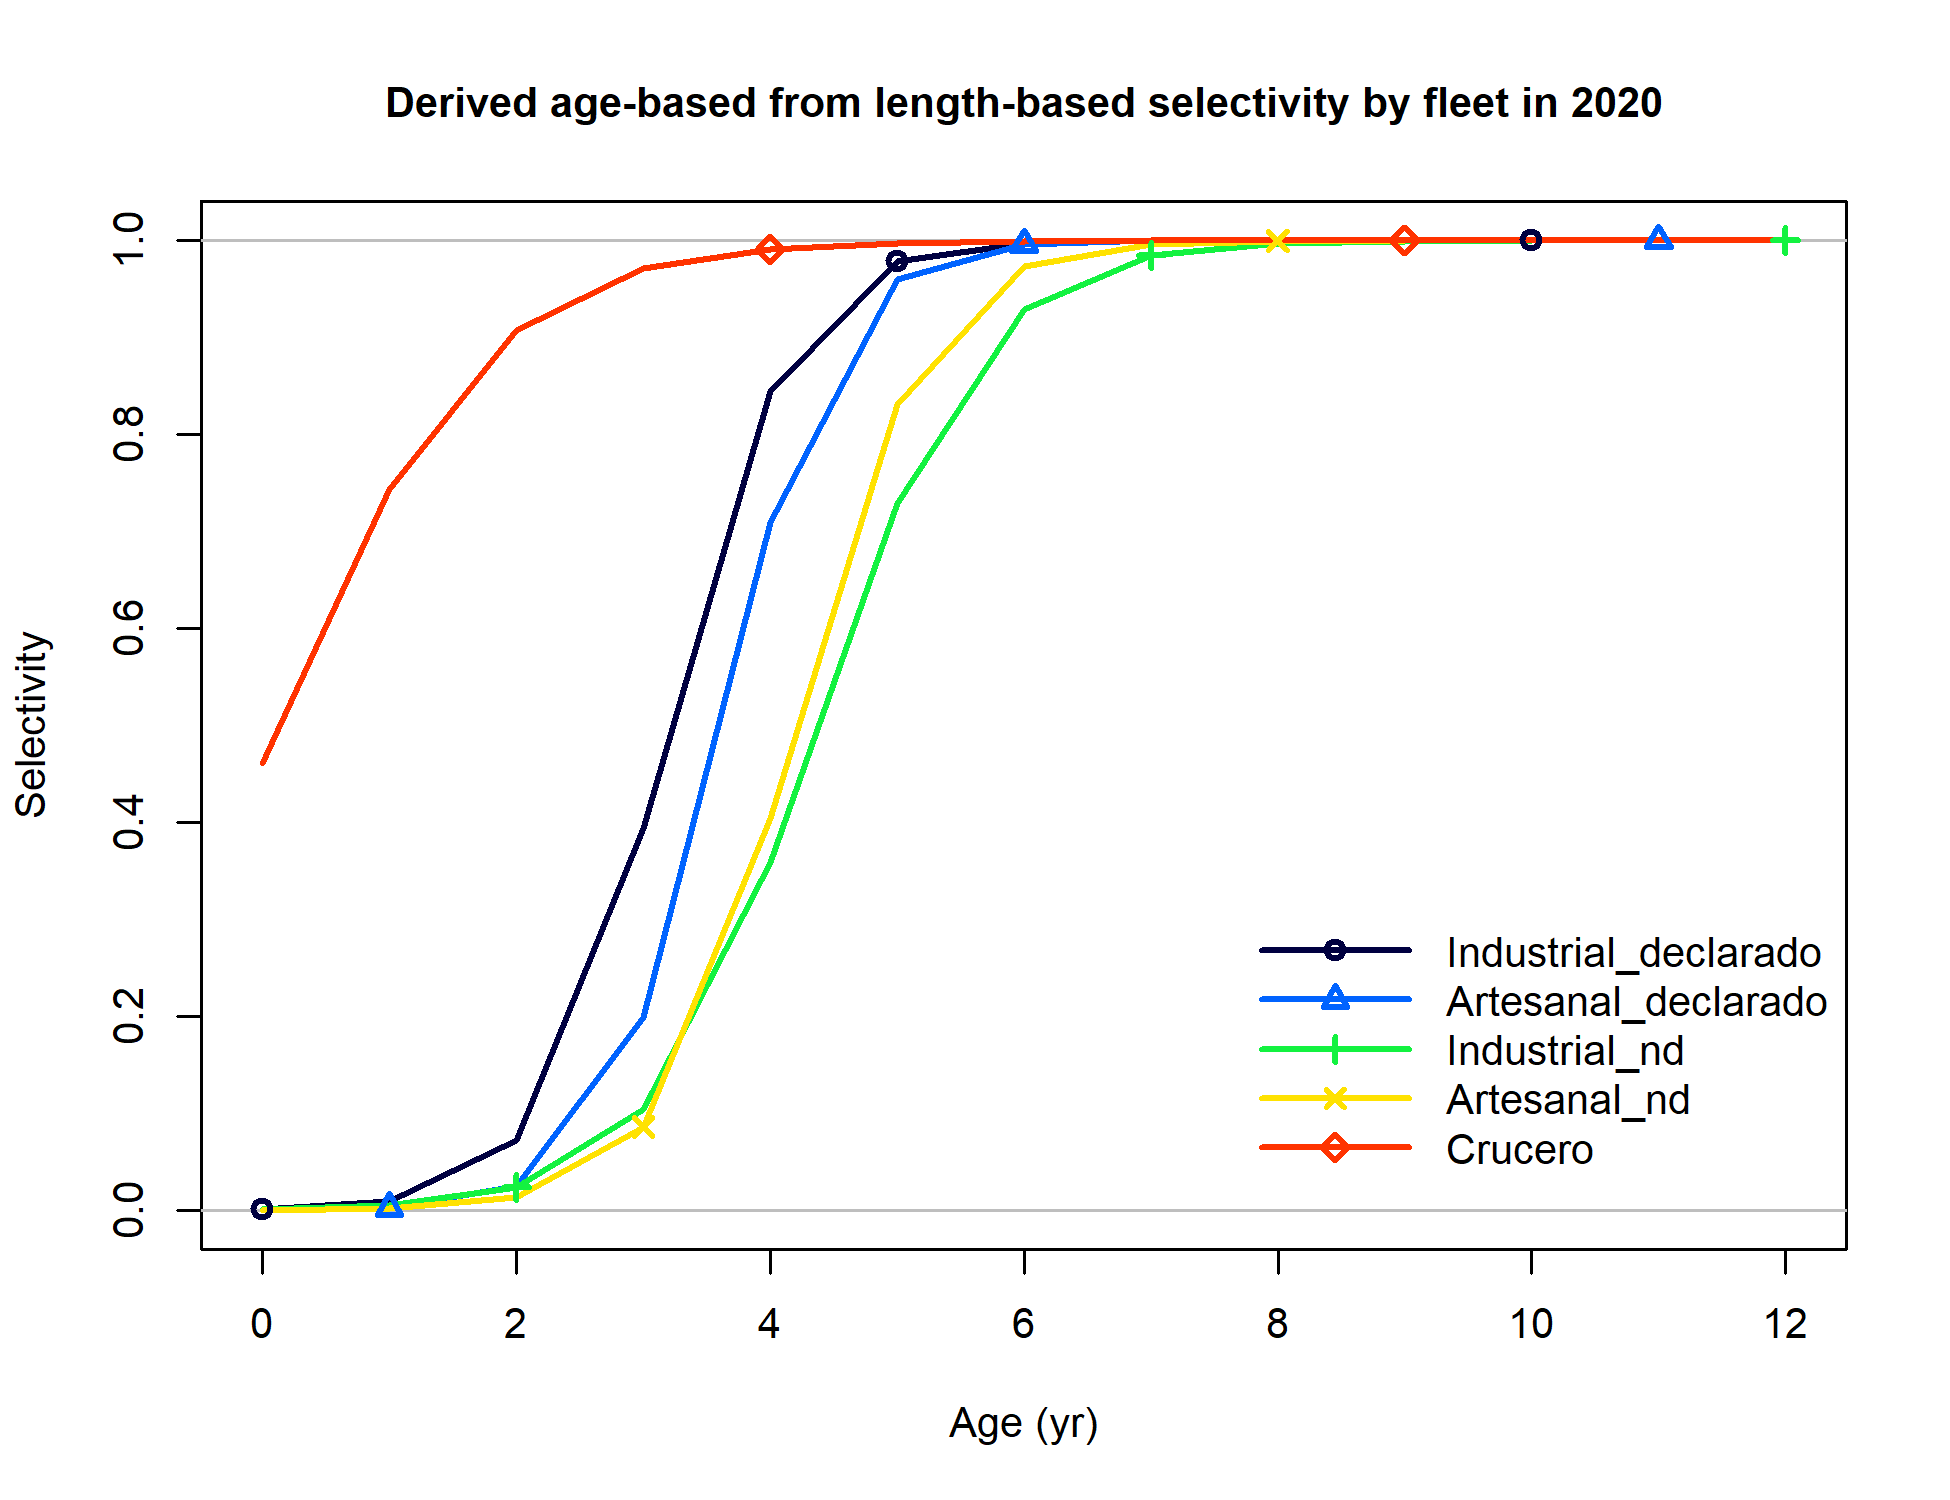 Derived age-based from length-based selectivity by fleet in 2020
Selectivity
1.0
0.8
0.6
0.4
0.2
0.0
Industrial_declarado
Artesanal_declarado
Industrial_nd
Artesanal_nd
Crucero
0 2 4 6 8 10 12
Age (yr)